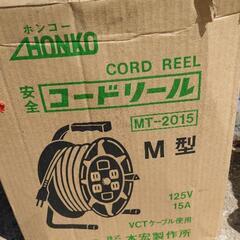 ホンコー
HONKO
CORD REEL
安全
コードリール
MT-2015
M型
125V
15A
VCTケーブル使用
本宏製作所